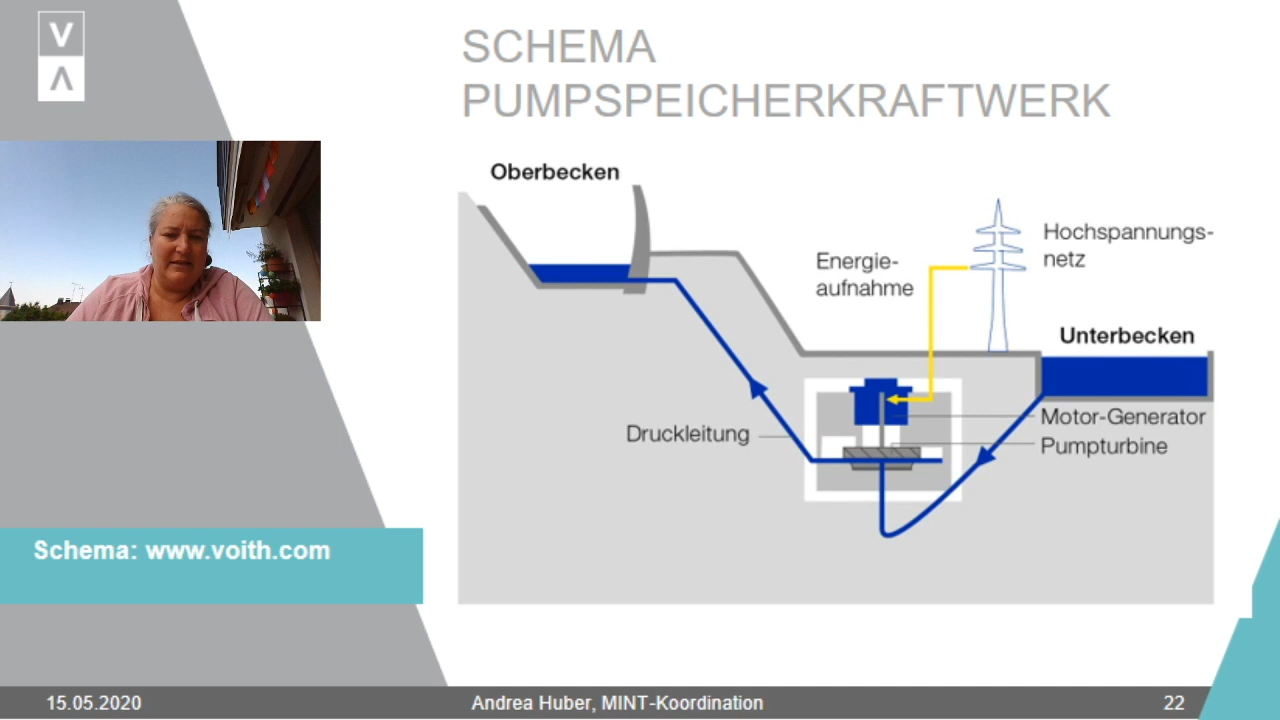 V
Λ
SCHEMA
PUMPSPEICHERKRAFTWERK
Oberbecken
Hochspannungs-
netz
Energie-
aufnahme
Unterbecken
Motor-Generator
Druckleitung
Pumpturbine
Schema: www.voith.com
15.05.2020
Andrea Huber, MINT-Koordination
22